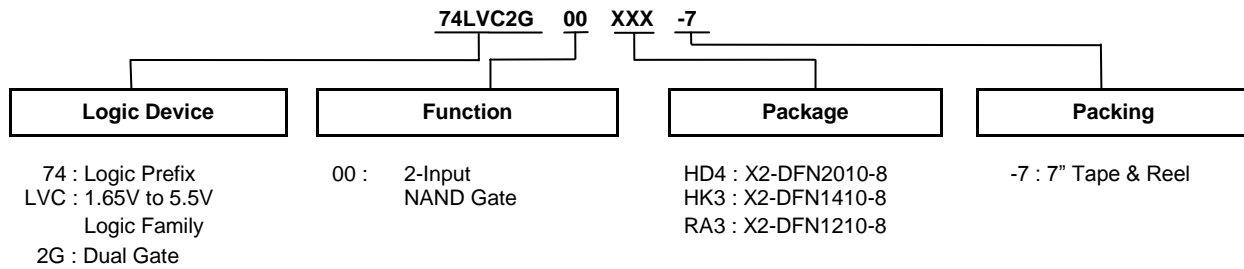 74LVC2G 00 XXX -7
Logic Device
Function
Package
Packing
74 : Logic Prefix
LVC : 1.65V to 5.5V
Logic Family
2G : Dual Gate
00 : 2-Input
NAND Gate
HD4 : X2-DFN2010-8
HK3 : X2-DFN1410-8
RA3 : X2-DFN1210-8
-7 : 7” Tape & Reel